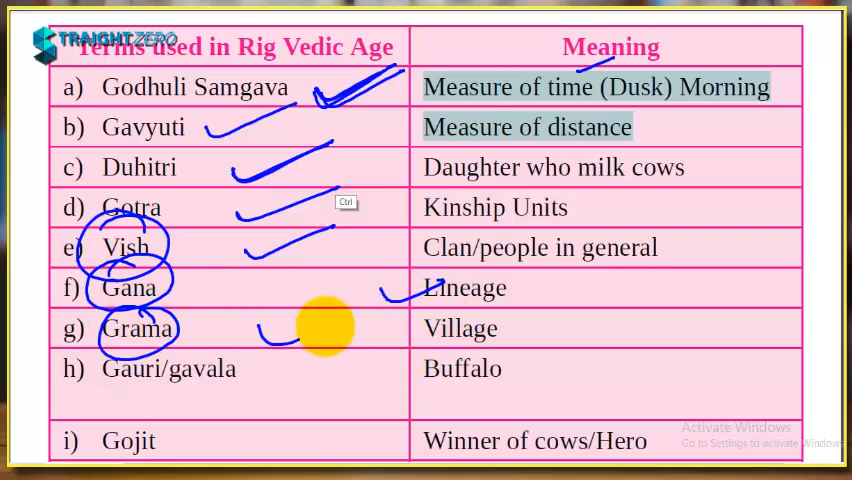 STRAIGHTZERO
Terms used in Rig Vedic Age Meaning
a) Godhuli Samgava Measure of time (Dusk) Morning
b) Gavyuti Measure of distance
c) Duhitri Daughter who milk cows
d) Gotra Kinship Units
Ctrl
e) Vish Clan/people in general
f) Gana Lineage
g) Grama Village
h) Gauri/gavala Buffalo
Activate Windows
Go to Settings to activate Windows.
i) Gojit Winner of cows/Hero